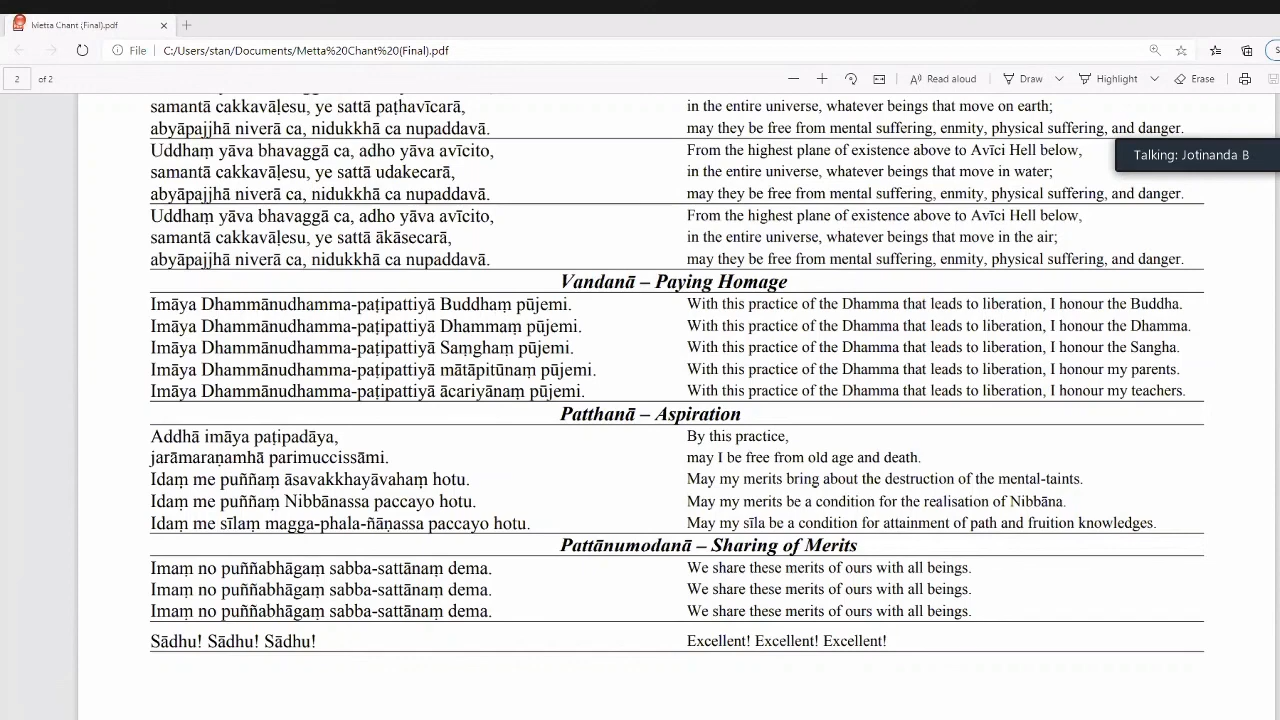 Metta Chant (Final).pdf
File C:/Users/stan/Documents/Metta%20Chant%20(Final).pdf
2 of 2 Read aloud Draw Highlight Erase
samantā cakkavāḷesu, ye sattā paṭhavīcarā, in the entire universe, whatever beings that move on earth;
abyāpajjhā niverā ca, nidukkhā ca nupaddavā. may they be free from mental suffering, enmity, physical suffering, and danger.
Uddhaṃ yāva bhavaggā ca, adho yāva avīcito, From the highest plane of existence above to Avīci Hell below,
Talking: Jotinanda B
samantā cakkavāḷesu, ye sattā udakecarā, in the entire universe, whatever beings that move in water;
abyāpajjhā niverā ca, nidukkhā ca nupaddavā. may they be free from mental suffering, enmity, physical suffering, and danger.
Uddhaṃ yāva bhavaggā ca, adho yāva avīcito, From the highest plane of existence above to Avīci Hell below,
samantā cakkavāḷesu, ye sattā ākāsecarā, in the entire universe, whatever beings that move in the air;
abyāpajjhā niverā ca, nidukkhā ca nupaddavā. may they be free from mental suffering, enmity, physical suffering, and danger.
Vandanā – Paying Homage
Imāya Dhammānudhamma-paṭipattiyā Buddhaṃ pūjemi. With this practice of the Dhamma that leads to liberation, I honour the Buddha.
Imāya Dhammānudhamma-paṭipattiyā Dhammaṃ pūjemi. With this practice of the Dhamma that leads to liberation, I honour the Dhamma.
Imāya Dhammānudhamma-paṭipattiyā Saṃghaṃ pūjemi. With this practice of the Dhamma that leads to liberation, I honour the Sangha.
Imāya Dhammānudhamma-paṭipattiyā mātāpitūnaṃ pūjemi. With this practice of the Dhamma that leads to liberation, I honour my parents.
Imāya Dhammānudhamma-paṭipattiyā ācariyānaṃ pūjemi. With this practice of the Dhamma that leads to liberation, I honour my teachers.
Patthanā – Aspiration
Addhā imāya paṭipadāya, By this practice,
jarāmaraṇamhā parimuccissāmi. may I be free from old age and death.
Idaṃ me puññaṃ āsavakkhayāvahaṃ hotu. May my merits bring about the destruction of the mental-taints.
Idaṃ me puññaṃ Nibbānassa paccayo hotu. May my merits be a condition for the realisation of Nibbāna.
Idaṃ me sīlaṃ magga-phala-ñāṇassa paccayo hotu. May my sīla be a condition for attainment of path and fruition knowledges.
Pattānumodanā – Sharing of Merits
Imaṃ no puññabhāgaṃ sabba-sattānaṃ dema. We share these merits of ours with all beings.
Imaṃ no puññabhāgaṃ sabba-sattānaṃ dema. We share these merits of ours with all beings.
Imaṃ no puññabhāgaṃ sabba-sattānaṃ dema. We share these merits of ours with all beings.
Sādhu! Sādhu! Sādhu! Excellent! Excellent! Excellent!